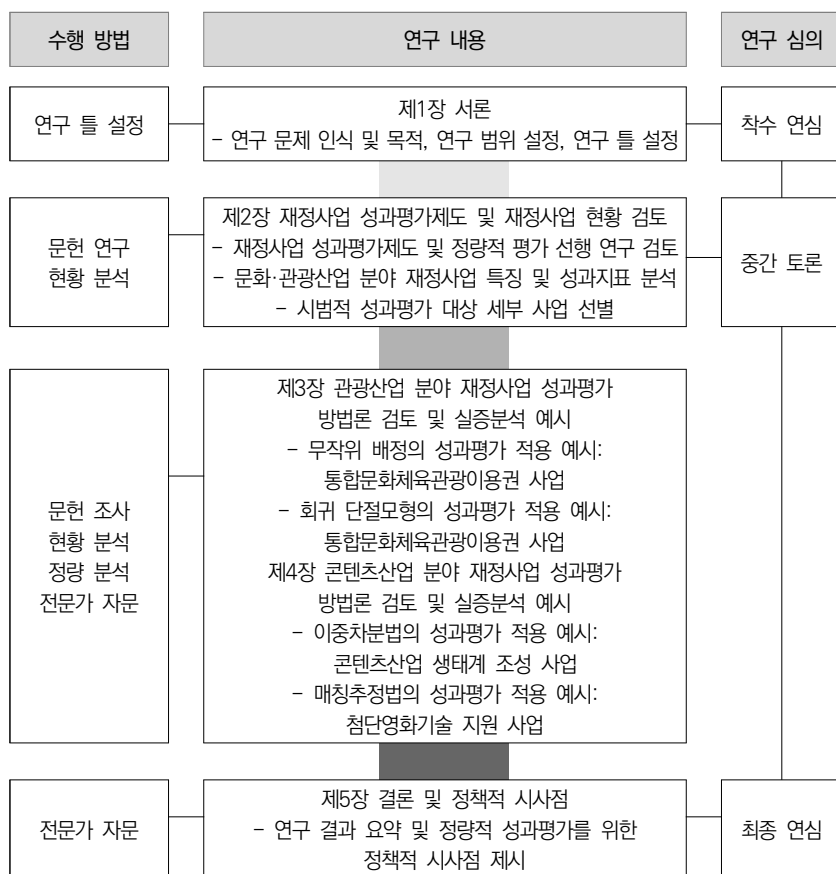 수행 방법
연구 내용
연구 심의
연구 틀 설정
제1장 서론
- 연구 문제 인식 및 목적, 연구 범위 설정, 연구 틀 설정
착수 연심
문헌 연구
현황 분석
제2장 재정사업 성과평가제도 및 재정사업 현황 검토
- 재정사업 성과평가제도 및 정량적 평가 선행 연구 검토
- 문화·관광산업 분야 재정사업 특징 및 성과지표 분석
- 시범적 성과평가 대상 세부 사업 선별
중간 토론
문헌 조사
현황 분석
정량 분석
전문가 자문
제3장 관광산업 분야 재정사업 성과평가
방법론 검토 및 실증분석 예시
- 무작위 배정의 성과평가 적용 예시:
통합문화체육관광이용권 사업
- 회귀 단절모형의 성과평가 적용 예시:
통합문화체육관광이용권 사업
제4장 콘텐츠산업 분야 재정사업 성과평가
방법론 검토 및 실증분석 예시
- 이중차분법의 성과평가 적용 예시:
콘텐츠산업 생태계 조성 사업
- 매칭추정법의 성과평가 적용 예시:
첨단영화기술 지원 사업
전문가 자문
제5장 결론 및 정책적 시사점
- 연구 결과 요약 및 정량적 성과평가를 위한
정책적 시사점 제시
최종 연심